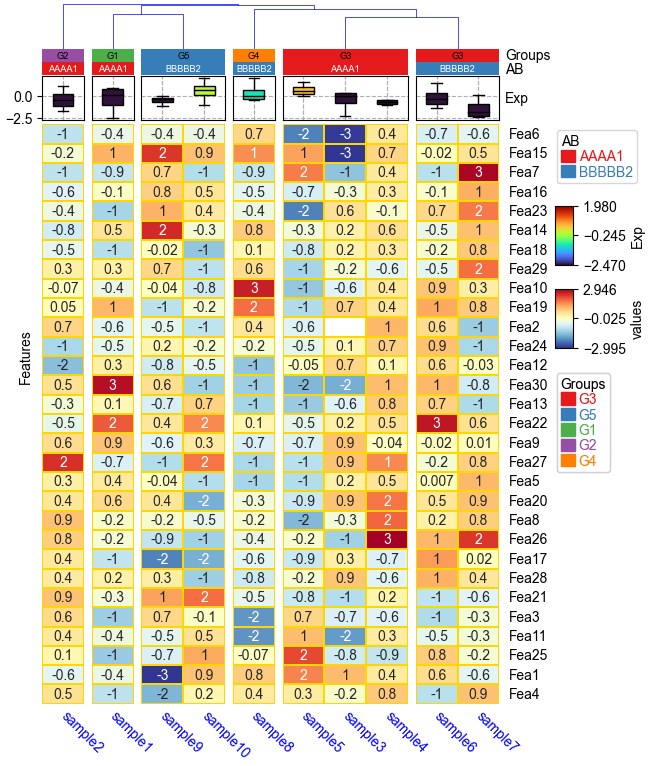 G2 G1 G5 G4 G3 G3 Groups
AAAA1 AAAA1 BBBBB2 BBBBB2 AAAA1 BBBBB2 AB
0.0 Exp
−2.5
-1 -0.4 -0.4 -0.4 0.7 -2 -3 0.4 -0.7 -0.6 Fea6
-0.2 1 2 0.9 1 1 -3 0.7 -0.02 0.5 Fea15
-1 -0.9 0.7 -1 -0.9 2 -1 0.4 -1 3 Fea7
-0.6 -0.1 0.8 0.5 -0.5 -0.7 -0.3 0.3 -0.1 1 Fea16
-0.4 -1 1 0.4 -0.4 -2 0.6 -0.1 0.7 2 Fea23
-0.8 0.5 2 -0.3 0.8 -0.3 0.2 0.6 -0.5 1 Fea14
-0.5 -1 -0.02 -1 0.1 -0.8 0.2 0.3 -0.2 0.8 Fea18
0.3 0.3 0.7 -1 0.6 -1 -0.2 -0.6 -0.5 2 Fea29
-0.07 -0.4 -0.04 -0.8 3 -1 -0.6 0.4 0.9 0.3 Fea10
0.05 1 -1 -0.2 2 -1 0.7 0.4 1 0.8 Fea19
0.7 -0.6 -0.5 -1 0.4 -0.6 1 0.6 -1 Fea2
-1 -0.5 0.2 -0.2 -0.2 -0.5 0.1 0.7 0.9 -1 Fea24
-2 0.3 -0.8 -0.5 -1 -0.05 0.7 0.1 0.6 -0.03 Fea12
0.5 3 0.6 -1 -1 -2 -2 1 1 -0.8 Fea30
-0.3 0.1 -0.7 0.7 -1 -1 -0.6 0.8 0.7 -1 Fea13
-0.5 2 0.4 2 0.1 -0.5 0.2 0.5 3 0.6 Fea22
0.6 0.9 -0.6 0.3 -0.7 -0.7 0.9 -0.04 -0.02 0.01 Fea9
2 -0.7 -1 2 -1 -1 0.9 1 -0.2 0.8 Fea27
0.3 0.4 -0.04 -1 -1 -1 0.2 0.5 0.007 1 Fea5
0.4 0.6 0.4 -2 -0.3 -0.9 0.9 2 0.5 0.9 Fea20
0.9 -0.2 -0.2 -0.5 -0.2 -2 -0.3 2 0.2 0.8 Fea8
0.8 -0.2 -0.9 -1 -0.4 -0.2 -1 3 1 2 Fea26
0.4 -1 -2 -2 -0.6 -0.9 0.3 -0.7 1 0.02 Fea17
0.4 0.2 0.3 -1 -0.8 -0.2 0.9 -0.6 1 0.4 Fea28
0.9 -0.3 1 2 -0.5 -0.8 -1 0.2 -1 -0.6 Fea21
0.6 -1 0.7 -0.1 -2 0.7 -0.7 -0.6 -1 -0.3 Fea3
0.4 -0.4 -0.5 0.5 -2 1 -2 0.3 -0.5 -0.3 Fea11
0.1 -1 -0.7 1 -0.07 2 -0.8 -0.9 0.8 -0.2 Fea25
-0.6 -0.4 -3 0.9 0.8 2 1 0.4 0.6 -0.6 Fea1
0.5 -1 -2 0.2 0.4 0.3 -0.2 0.8 -1 0.9 Fea4
Features
sample2 sample1 sample9 sample10 sample8 sample5 sample3 sample4 sample6 sample7
AB
AAAA1
BBBBB2
1.980
-0.245
-2.470
Exp
2.946
-0.025
-2.995
values
Groups
G3
G5
G1
G2
G4